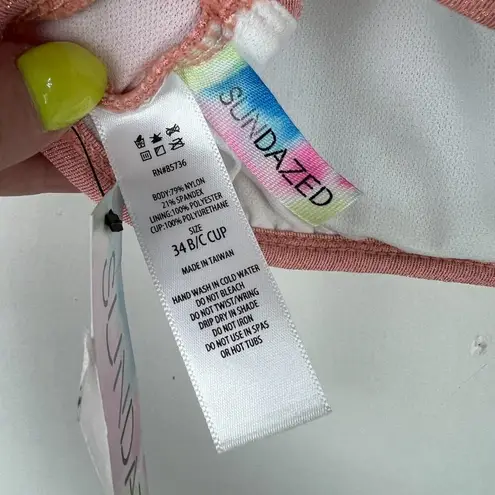 SUNDAZED
RN#85736
BODY:79% NYLON
21% SPANDEX
LINING:100% POLYESTER
CUP:100% POLYURETHANE
SIZE
34 B/C CUP
MADE IN TAIWAN
HAND WASH IN COLD WATER
DO NOT BLEACH
DO NOT TWIST/WRING
DRIP DRY IN SHADE
DO NOT IRON
DO NOT USE IN SPAS
OR HOT TUBS
SUNDA